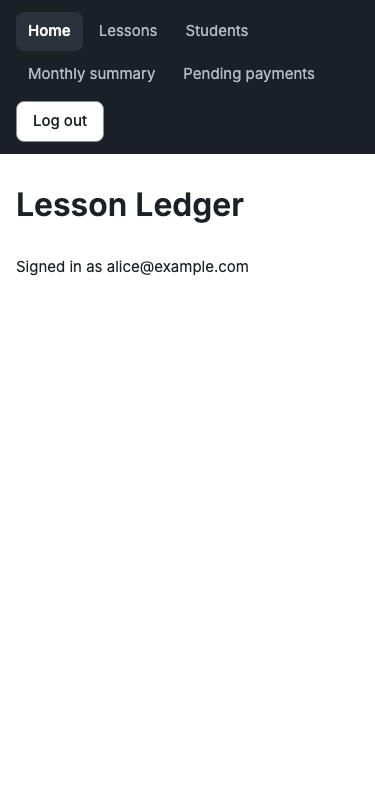 Home Lessons Students
Monthly summary Pending payments
Log out
Lesson Ledger
Signed in as alice@example.com